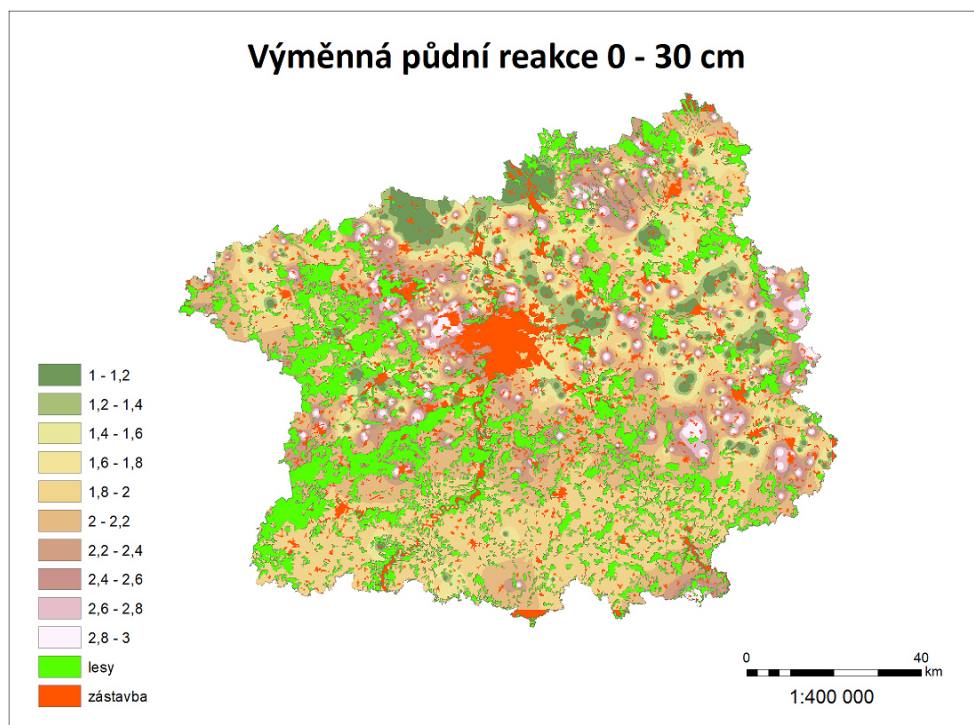 Výměnná půdní reakce 0 - 30 cm
1 - 1,2
1,2 - 1,4
1,4 - 1,6
1,6 - 1,8
1,8 - 2
2 - 2,2
2,2 - 2,4
2,4 - 2,6
2,6 - 2,8
2,8 - 3
lesy
zástavba
0 40
km
1:400 000